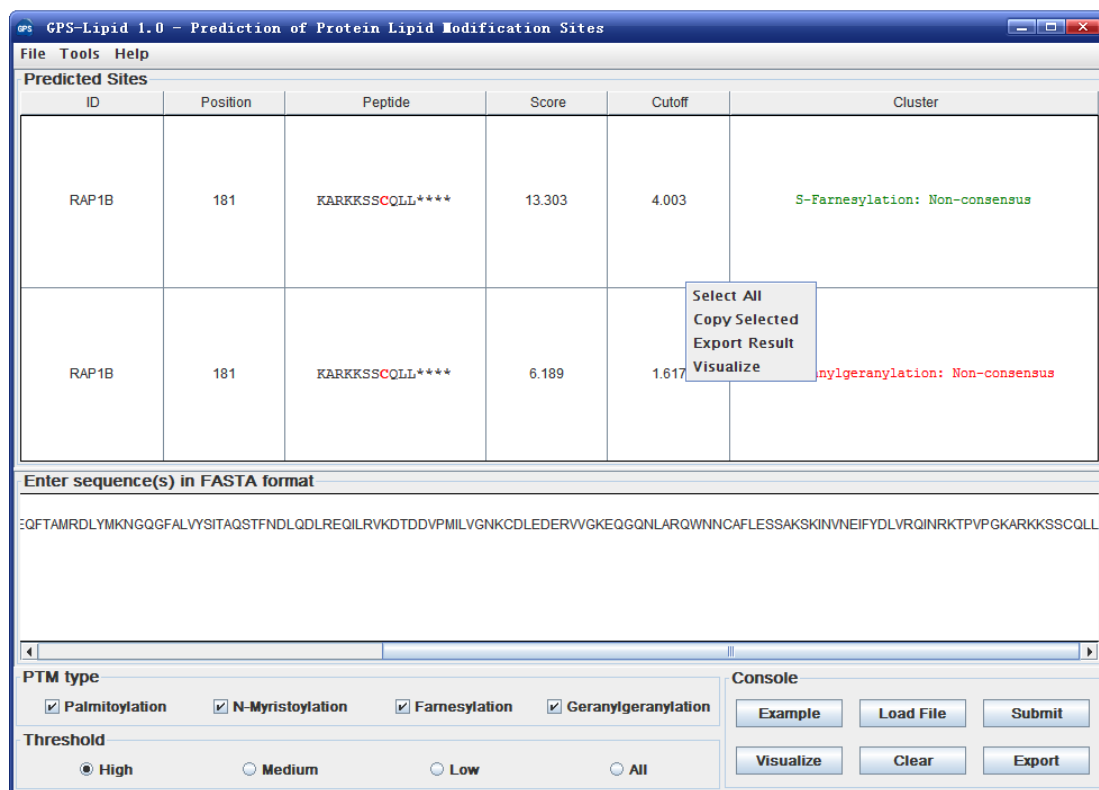 GPS GPS-Lipid 1.0 - Prediction of Protein Lipid Modification Sites
File Tools Help
Predicted Sites
ID Position Peptide Score Cutoff Cluster
RAP1B 181 KARKKSSCQLL**** 13.303 4.003 S-Farnesylation: Non-consensus
Select All
Copy Selected
Export Result
Visualize
RAP1B 181 KARKKSSCQLL**** 6.189 1.617 nylgeranylation: Non-consensus
Enter sequence(s) in FASTA format
EQFTAMRDLYMKNGQGFALVYSITAQSTFNDLQDLREQILRVKDTDDVPMILVGNKCDLEDERVVGKEQGQNLARQWNNCAFLESSAKSKINVNEIFYDLVRQINRKTPVPGKARKKSSCQLL
PTM type
Palmitoylation N-Myristoylation Farnesylation Geranylgeranylation
Threshold
High Medium Low All
Console
Example Load File Submit
Visualize Clear Export